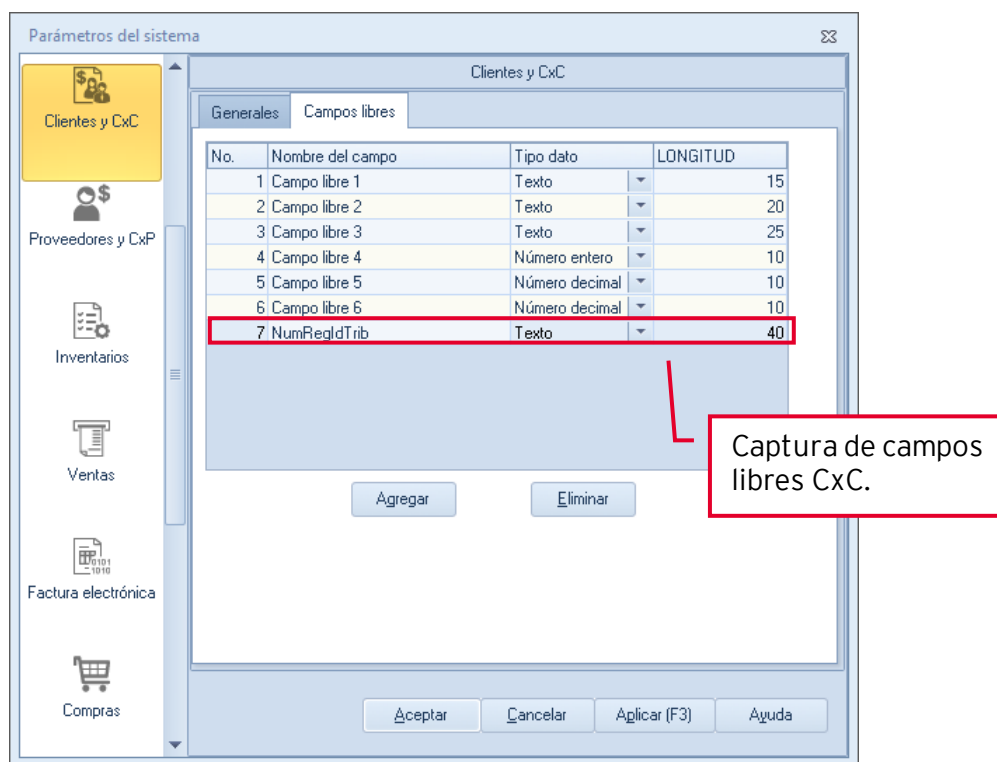 Parámetros del sistema
Clientes y CxC
Proveedores y CxP
Inventarios
Ventas
Factura electrónica
Compras
Clientes y CxC
Generales Campos libres
No. Nombre del campo Tipo dato LONGITUD
1 Campo libre 1 Texto 15
2 Campo libre 2 Texto 20
3 Campo libre 3 Texto 25
4 Campo libre 4 Número entero 10
5 Campo libre 5 Número decimal 10
6 Campo libre 6 Número decimal 10
7 NumRegIdTrib Texto 40
Captura de campos
libres CxC.
Agregar Eliminar
Aceptar Cancelar Aplicar (F3) Ayuda